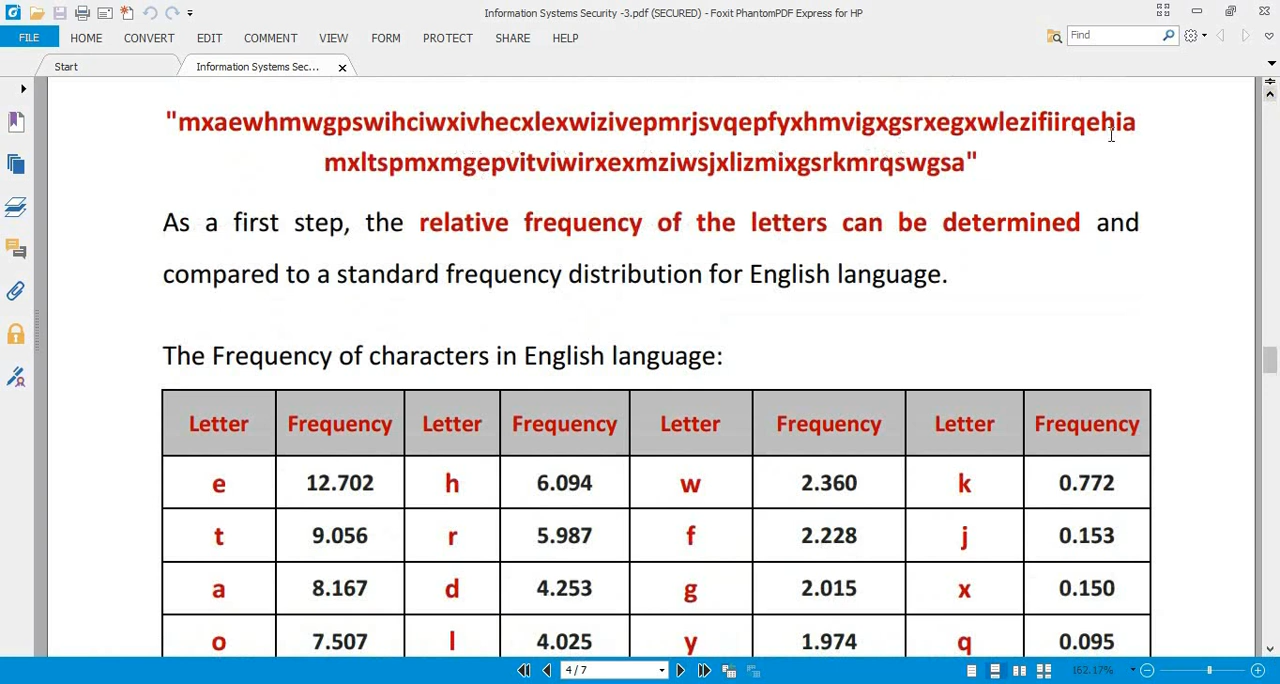 Information Systems Security -3.pdf (SECURED) - Foxit PhantomPDF Express for HP
FILE HOME CONVERT EDIT COMMENT VIEW FORM PROTECT SHARE HELP Find
Start Information Systems Sec...
"mxaewhmwgpswihciwxivhecxlexwizivepmrjsvqepfyxhmvigxgsrxegxwlezifiirqehia
mxltspmxmgepvitviwirxexmziwsjxlizmixgsrkmrqswgsa"
As a first step, the relative frequency of the letters can be determined and
compared to a standard frequency distribution for English language.
The Frequency of characters in English language:
Letter Frequency Letter Frequency Letter Frequency Letter Frequency
e 12.702 h 6.094 w 2.360 k 0.772
t 9.056 r 5.987 f 2.228 j 0.153
a 8.167 d 4.253 g 2.015 x 0.150
o 7.507 l 4.025 y 1.974 q 0.095
4 / 7 162.17%